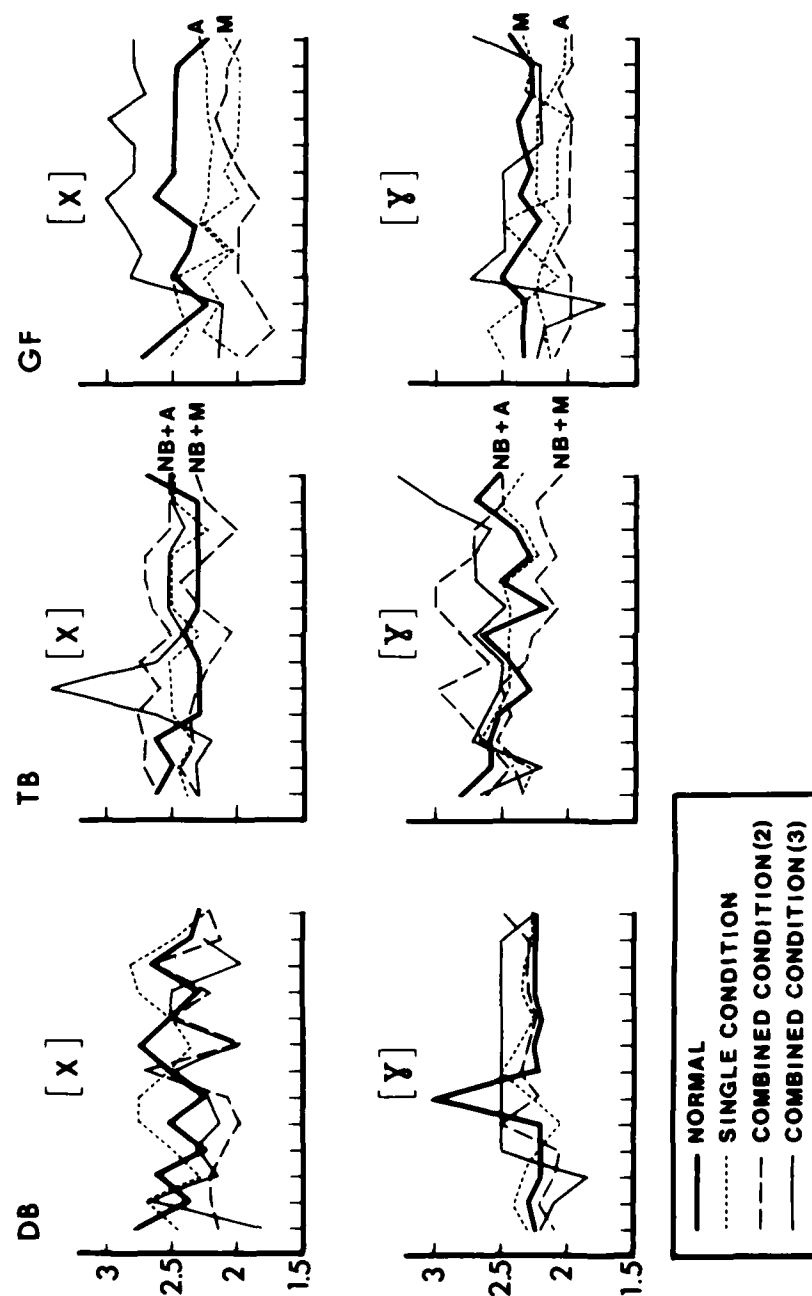 DB TB GF
[χ] [χ] [χ]
3
2.5
2
1.5
NB+A
NB+M
A
M
[ɣ] [ɣ] [ɣ]
3
2.5
2
1.5
NB+A
NB+M
M
A
NORMAL
SINGLE CONDITION
COMBINED CONDITION (2)
COMBINED CONDITION (3)